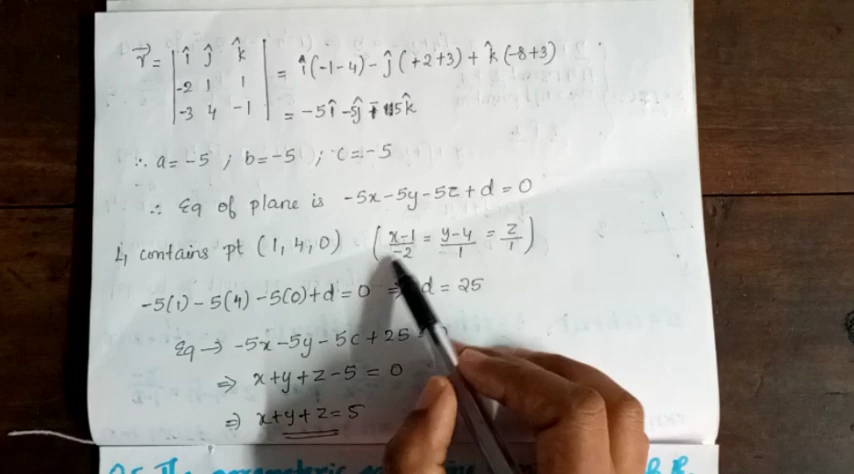 r⃗ = | î ĵ k̂ | = î(-1-4) - ĵ(+2+3) + k̂(-8+3)
| -2 1 1 |
| -3 4 -1 | = -5î -5ĵ - 5k̂
∴ a = -5 ; b = -5 ; c = -5
∴ Eq of plane is -5x - 5y - 5z + d = 0
L₁ contains pt (1, 4, 0) ( x-1/-2 = y-4/1 = z/1 )
-5(1) - 5(4) - 5(0) + d = 0 ⇒ d = 25
Eq → -5x - 5y - 5c + 25
⇒ x + y + z - 5 = 0
⇒ x + y + z = 5